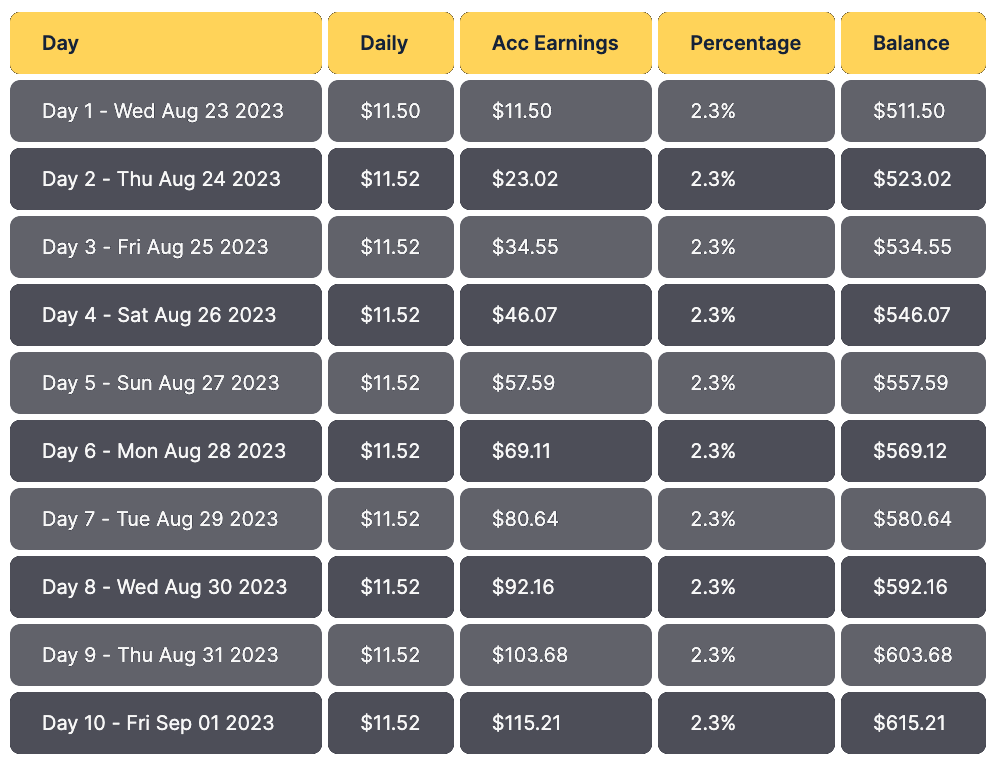 Day Daily Acc Earnings Percentage Balance
Day 1 - Wed Aug 23 2023 $11.50 $11.50 2.3% $511.50
Day 2 - Thu Aug 24 2023 $11.52 $23.02 2.3% $523.02
Day 3 - Fri Aug 25 2023 $11.52 $34.55 2.3% $534.55
Day 4 - Sat Aug 26 2023 $11.52 $46.07 2.3% $546.07
Day 5 - Sun Aug 27 2023 $11.52 $57.59 2.3% $557.59
Day 6 - Mon Aug 28 2023 $11.52 $69.11 2.3% $569.12
Day 7 - Tue Aug 29 2023 $11.52 $80.64 2.3% $580.64
Day 8 - Wed Aug 30 2023 $11.52 $92.16 2.3% $592.16
Day 9 - Thu Aug 31 2023 $11.52 $103.68 2.3% $603.68
Day 10 - Fri Sep 01 2023 $11.52 $115.21 2.3% $615.21